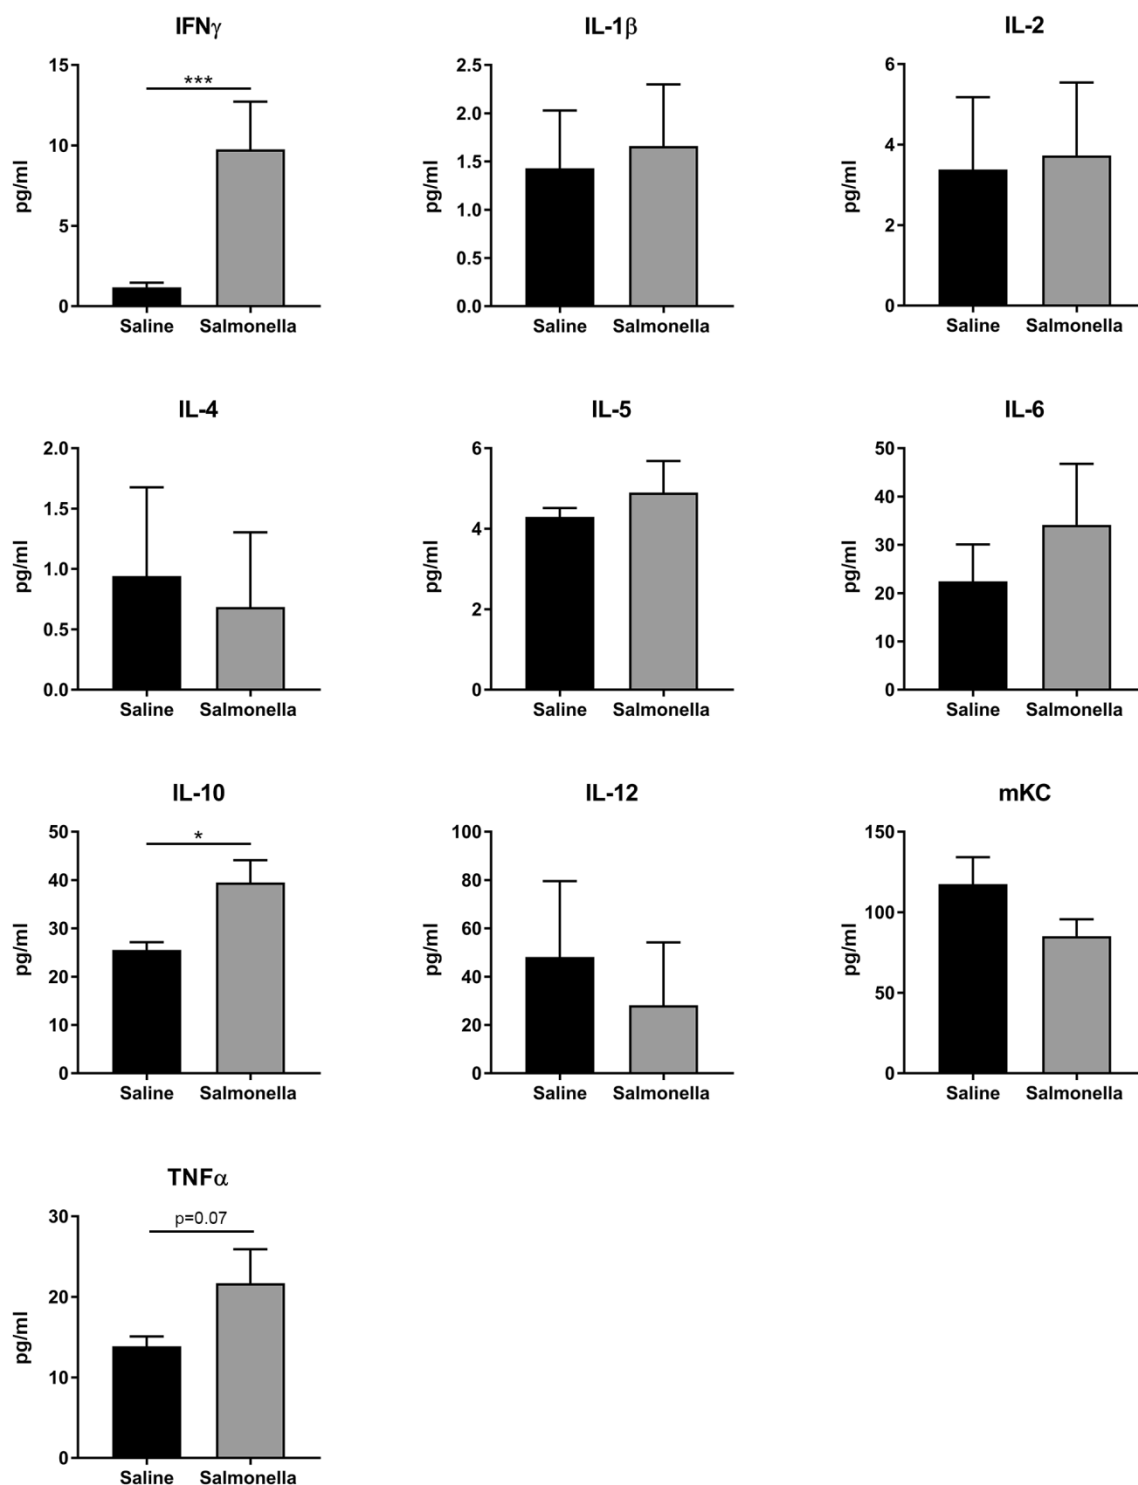 IFNγ
15
10
5
0
pg/ml
***
Saline Salmonella
IL-1β
2.5
2.0
1.5
1.0
0.5
0.0
pg/ml
Saline Salmonella
IL-2
6
4
2
0
pg/ml
Saline Salmonella
IL-4
2.0
1.5
1.0
0.5
0.0
pg/ml
Saline Salmonella
IL-5
6
4
2
0
pg/ml
Saline Salmonella
IL-6
50
40
30
20
10
0
pg/ml
Saline Salmonella
IL-10
50
40
30
20
10
0
pg/ml
*
Saline Salmonella
IL-12
100
80
60
40
20
0
pg/ml
Saline Salmonella
mKC
150
100
50
0
pg/ml
Saline Salmonella
TNFα
30
20
10
0
pg/ml
p=0.07
Saline Salmonella